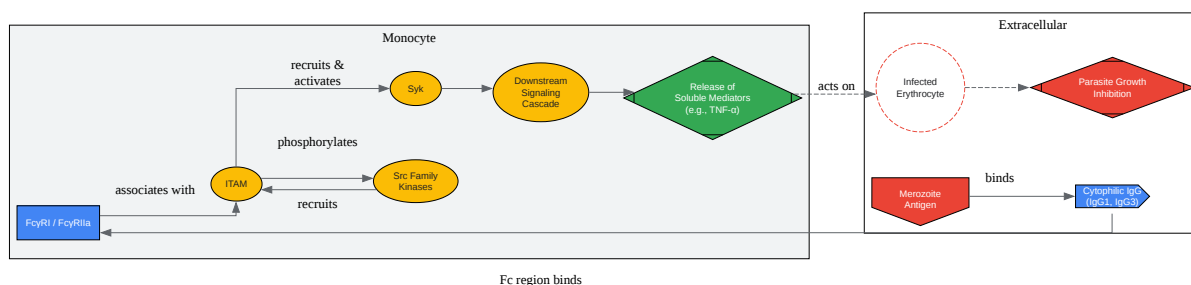 Monocyte
Extracellular
recruits &
activates
Syk
Downstream
Signaling
Cascade
Release of
Soluble Mediators
(e.g., TNF-α)
acts on
Infected
Erythrocyte
Parasite Growth
Inhibition
phosphorylates
ITAM
Src Family
Kinases
associates with
recruits
FcγRI / FcγRIIa
Merozoite
Antigen
binds
Cytophilic IgG
(IgG1, IgG3)
Fc region binds